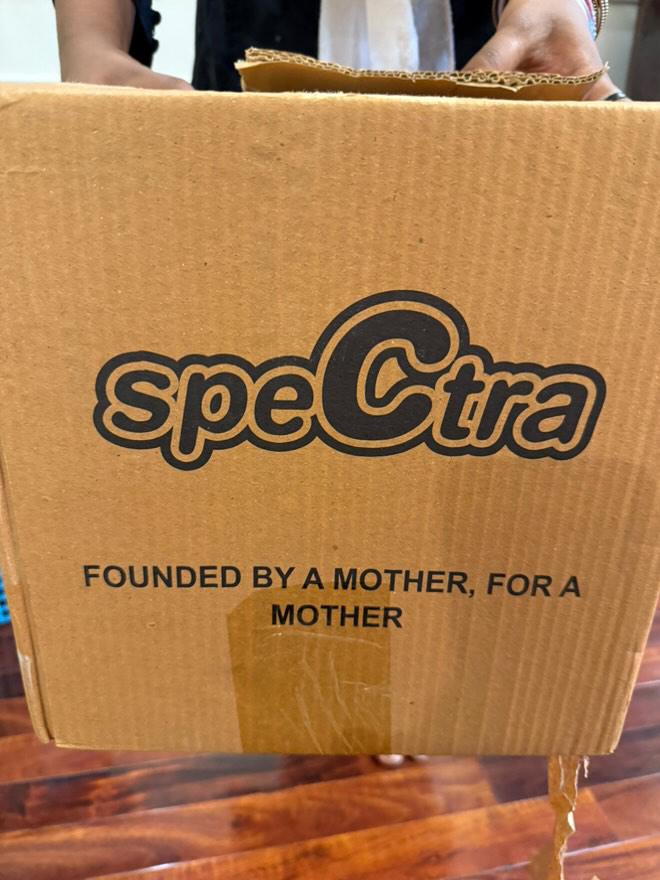 speCtra
FOUNDED BY A MOTHER, FOR A
MOTHER